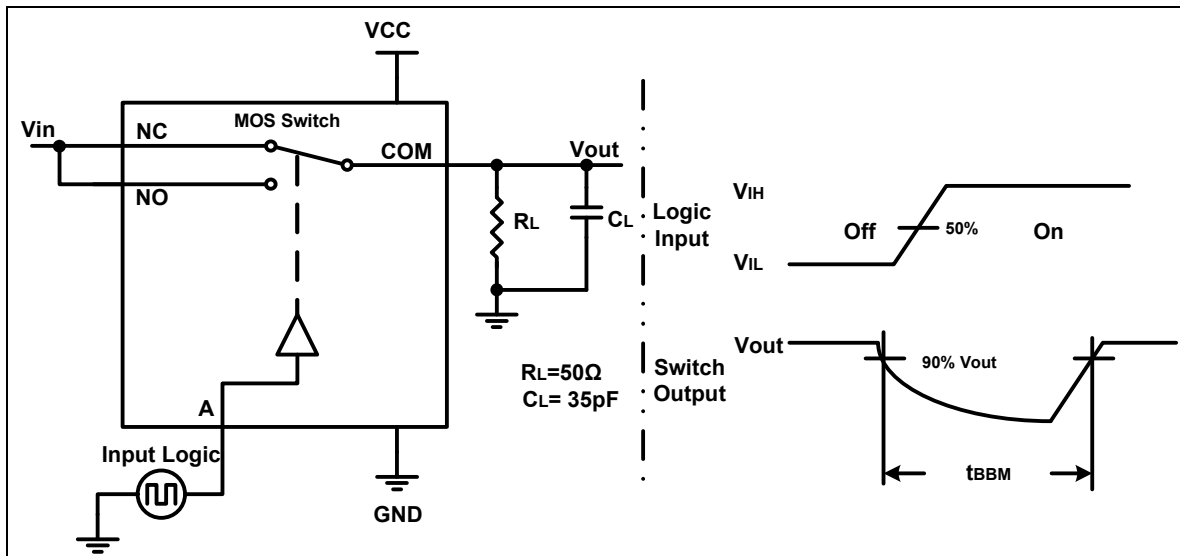 VCC
Vin
NC
MOS Switch
COM
Vout
NO
RL
CL
A
Input Logic
GND
RL=50Ω
CL= 35pF
Logic
Input
VIH
Off
50%
On
VIL
Switch
Output
Vout
90% Vout
tBBM